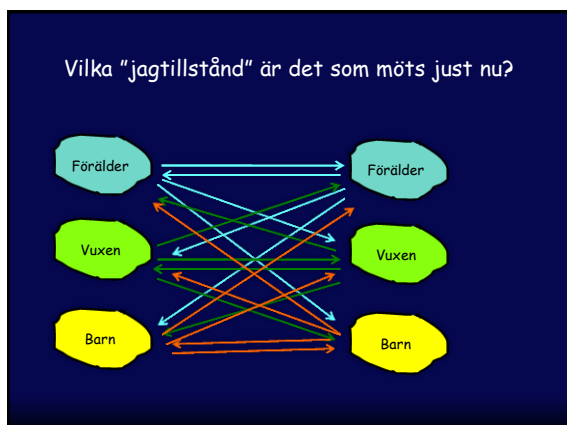 Vilka ”jagtillstånd” är det som möts just nu?
Förälder Förälder
Vuxen Vuxen
Barn Barn